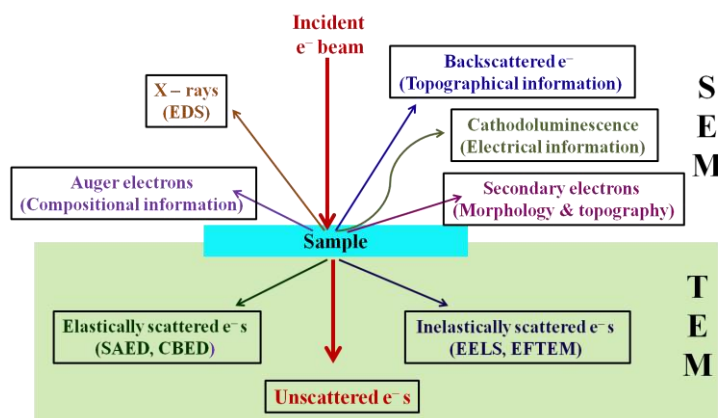 Incident
e⁻ beam
X – rays
(EDS)
Backscattered e⁻
(Topographical information)
Cathodoluminescence
(Electrical information)
Auger electrons
(Compositional information)
Secondary electrons
(Morphology & topography)
S
E
M
Sample
Elastically scattered e⁻ s
(SAED, CBED)
Inelastically scattered e⁻ s
(EELS, EFTEM)
Unscattered e⁻ s
T
E
M